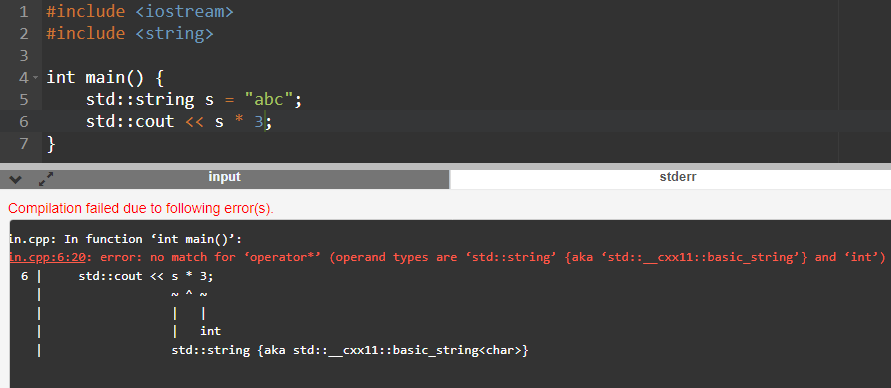 1 #include <iostream>
2 #include <string>
3
4 int main() {
5     std::string s = "abc";
6     std::cout << s * 3;
7 }
input stderr
Compilation failed due to following error(s).
in.cpp: In function ‘int main()’:
in.cpp:6:20: error: no match for ‘operator*’ (operand types are ‘std::string’ {aka ‘std::__cxx11::basic_string’} and ‘int’)
6 |     std::cout << s * 3;
  |                  ~ ^ ~
  |                  |   |
  |                  |   int
  |                  std::string {aka std::__cxx11::basic_string<char>}